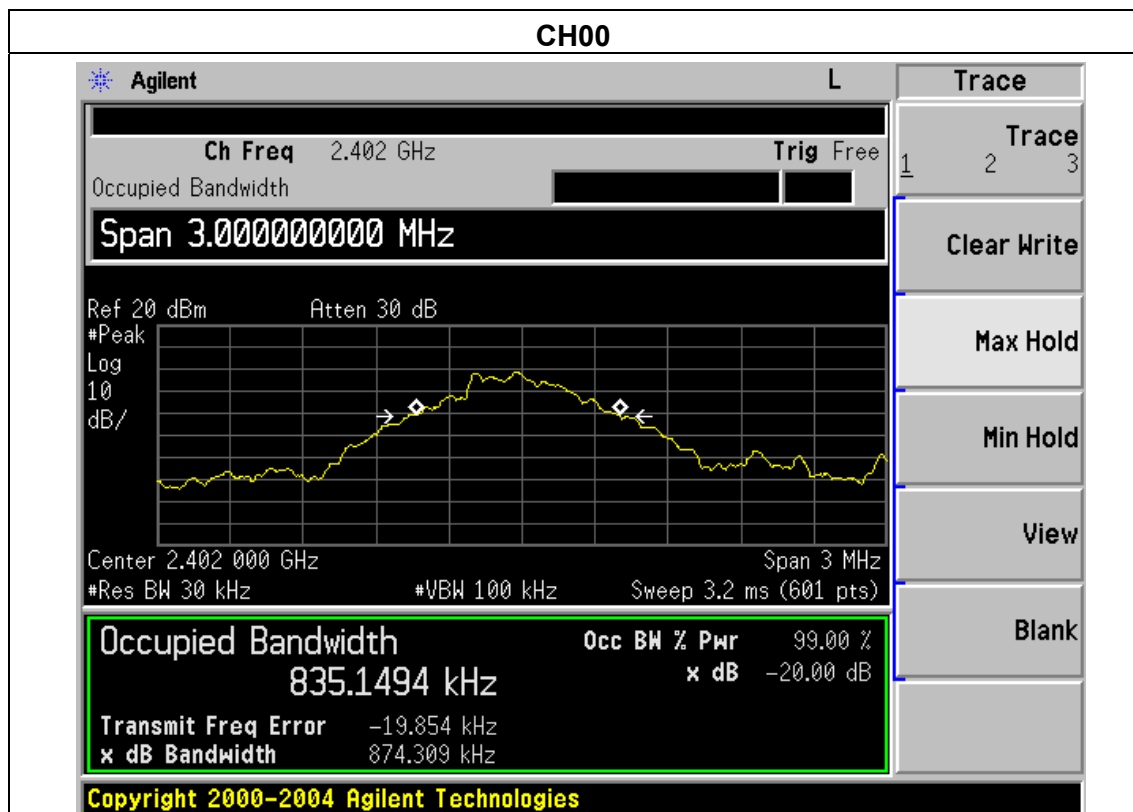 CH00
Agilent L
Trace
Ch Freq 2.402 GHz Trig Free
Occupied Bandwidth
Span 3.000000000 MHz
Ref 20 dBm Atten 30 dB
#Peak
Log
10
dB/
Center 2.402 000 GHz Span 3 MHz
#Res BW 30 kHz #VBW 100 kHz Sweep 3.2 ms (601 pts)
Occupied Bandwidth Occ BW % Pwr 99.00 %
835.1494 kHz x dB -20.00 dB
Transmit Freq Error -19.854 kHz
x dB Bandwidth 874.309 kHz
Trace
1 2 3
Clear Write
Max Hold
Min Hold
View
Blank
Copyright 2000-2004 Agilent Technologies